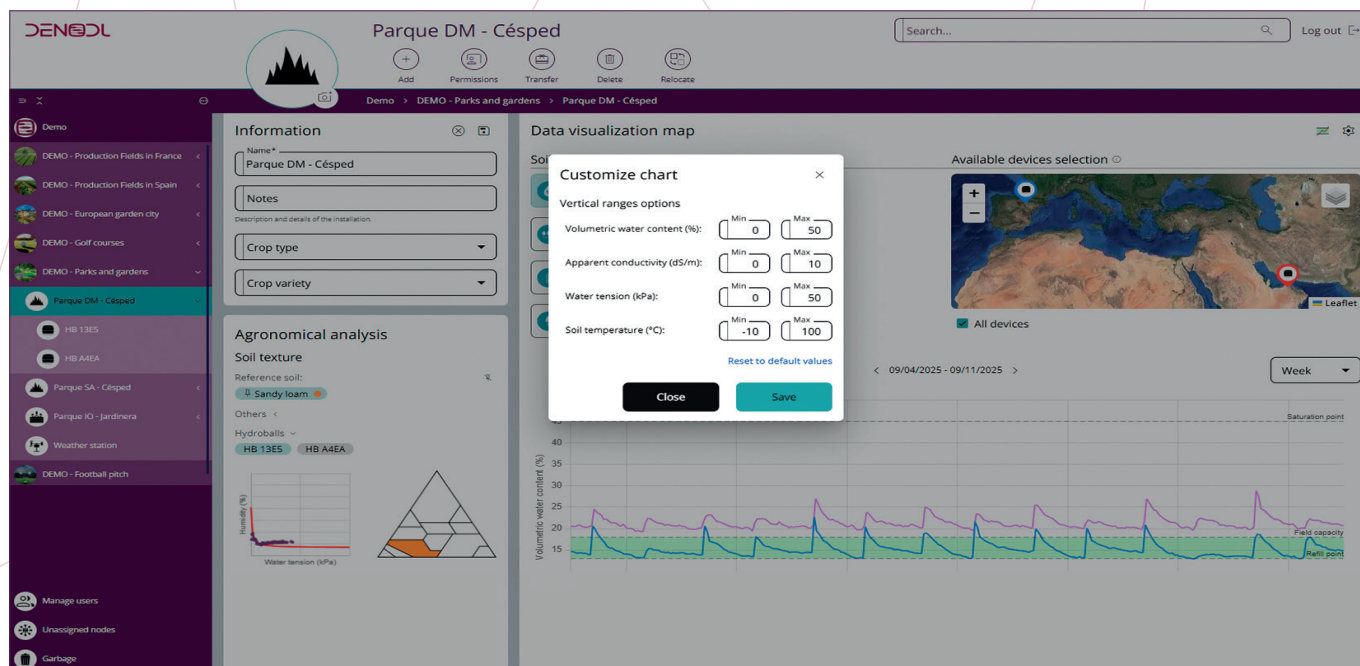 DENODL
Parque DM - Césped
Search...
Log out
Add
Permissions
Transfer
Delete
Relocate
Demo > DEMO - Parks and gardens > Parque DM - Césped
Demo
DEMO - Production Fields in France
DEMO - Production Fields in Spain
DEMO - European garden city
DEMO - Golf courses
DEMO - Parks and gardens
Parque DM - Césped
HB 13E5
HB A4EA
Parque SA - Césped
Parque IO - Jardinera
Weather station
DEMO - Football pitch
Manage users
Unassigned nodes
Garbage
Information
Name*
Parque DM - Césped
Notes
Description and details of the installation.
Crop type
Crop variety
Agronomical analysis
Soil texture
Reference soil:
Sandy loam
Others
Hydroballs
HB 13E5 HB A4EA
Humidity (%)
Water tension (kPa)
Data visualization map
Soi
Available devices selection
+
−
Leaflet
All devices
Customize chart
Vertical ranges options
Volumetric water content (%): Min 0 Max 50
Apparent conductivity (dS/m): Min 0 Max 10
Water tension (kPa): Min 0 Max 50
Soil temperature (°C): Min -10 Max 100
Reset to default values
Close
Save
< 09/04/2025 - 09/11/2025 >
Week
Saturation point
45
40
35
30
25
20
15
Volumetric water content (%)
Field capacity
Refill point